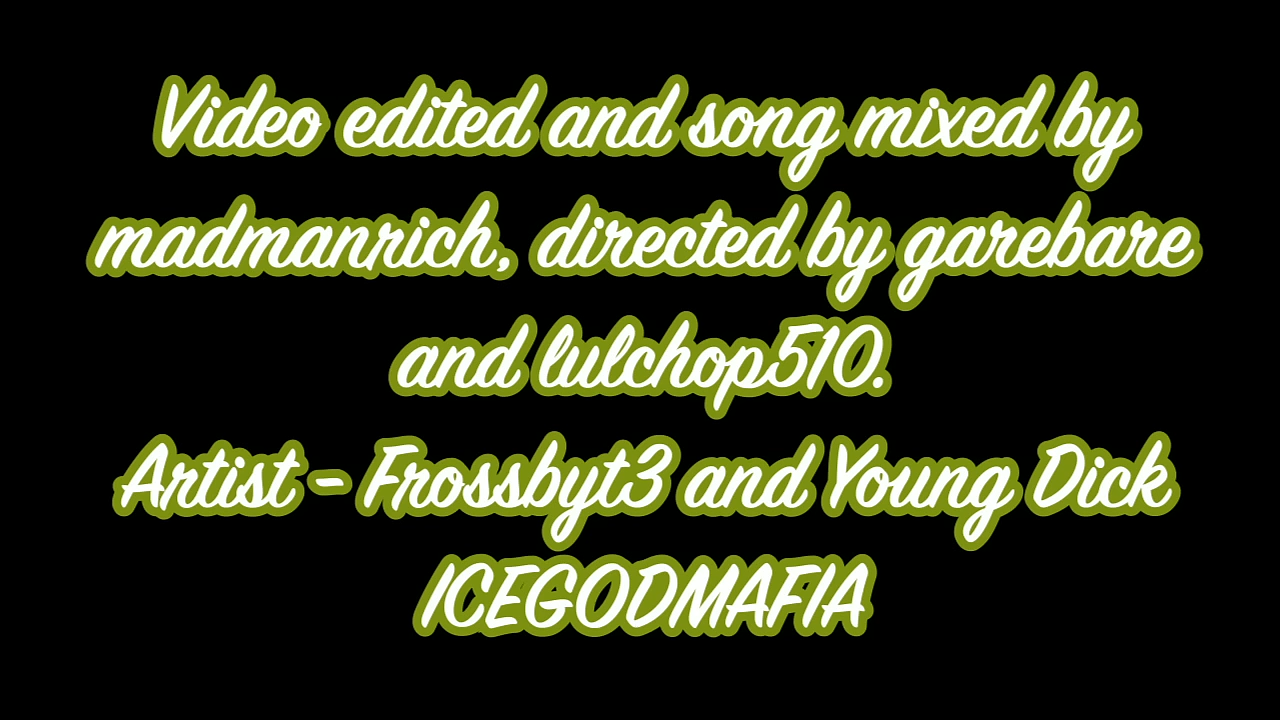 Video edited and song mixed by
madmanrich, directed by garebare
and lulchop510.
Artist - Frossbyt3 and Young Dick
ICEGODMAFIA